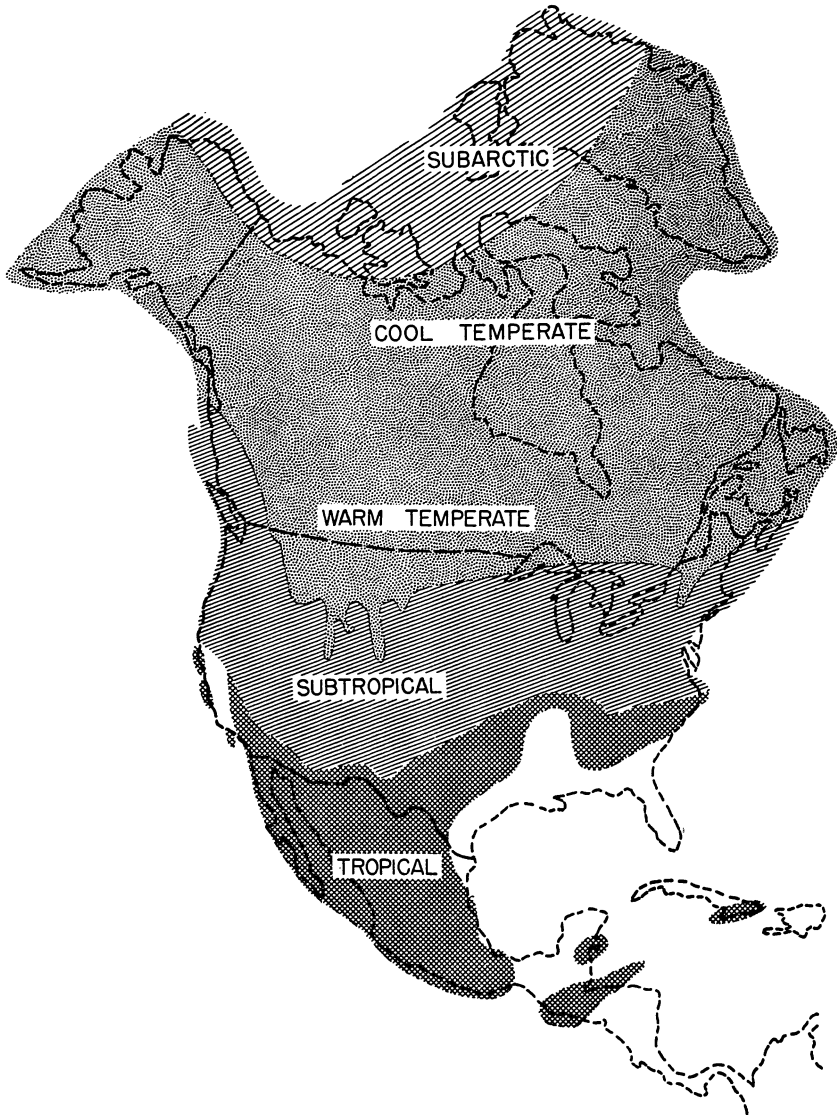 SUBARCTIC
COOL TEMPERATE
WARM TEMPERATE
SUBTROPICAL
TROPICAL